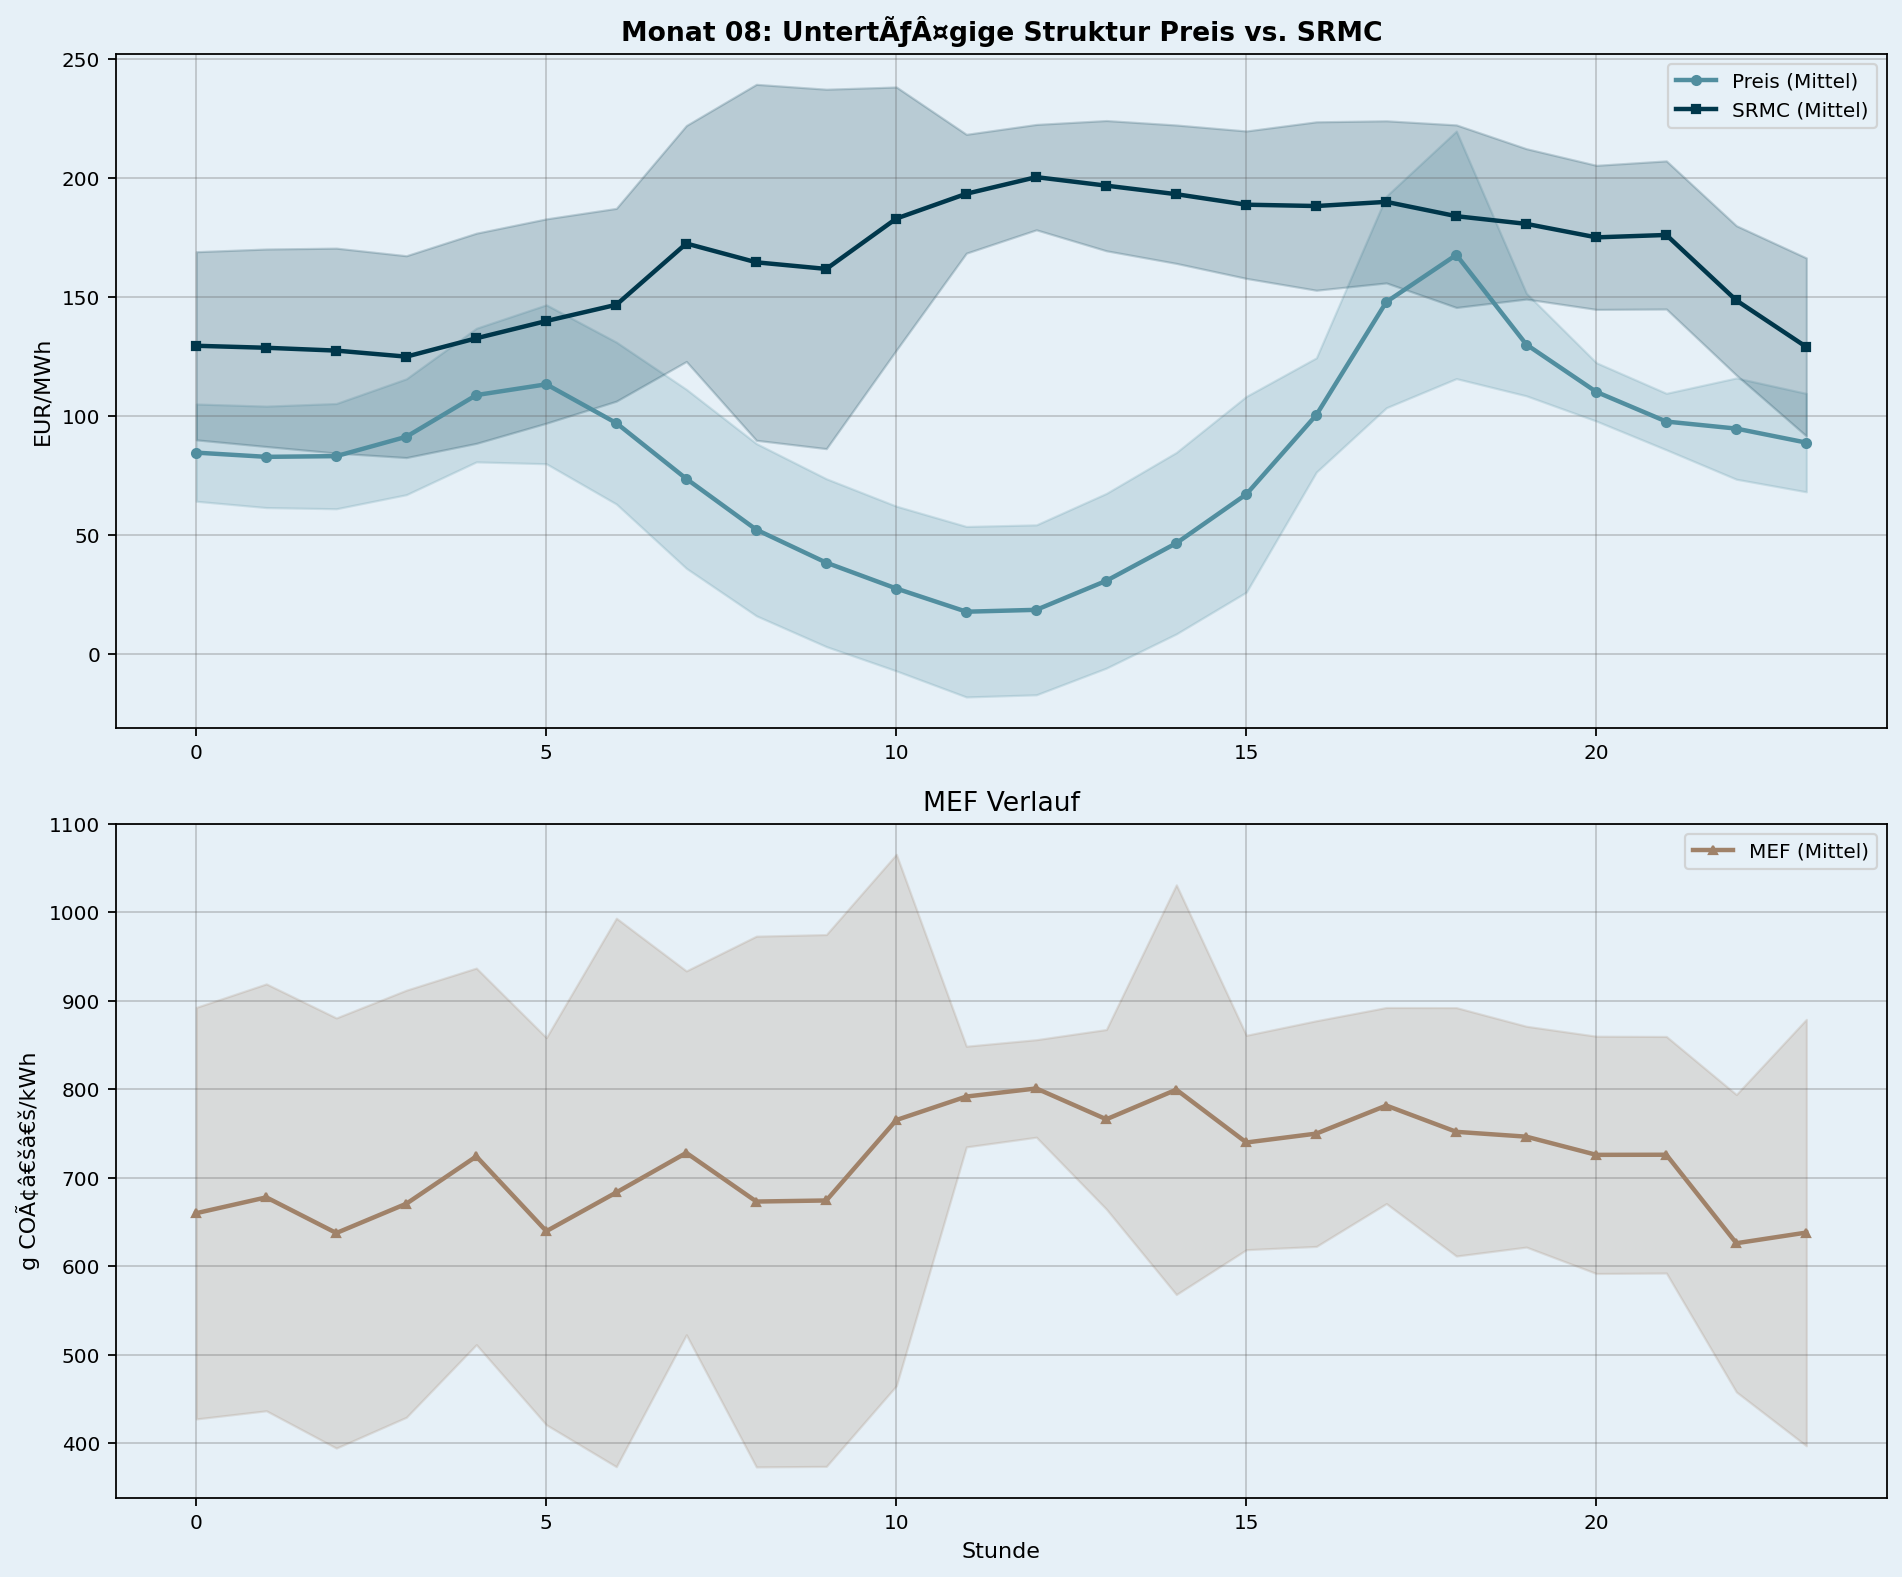 Monat 08: UntertÃƒÂ¤gige Struktur Preis vs. SRMC
250
200
150
100
50
0
EUR/MWh
Preis (Mittel)
SRMC (Mittel)
0 5 10 15 20
MEF Verlauf
1100
1000
900
800
700
600
500
400
g COÃ¢â€šâ€š/kWh
MEF (Mittel)
0 5 10 15 20
Stunde